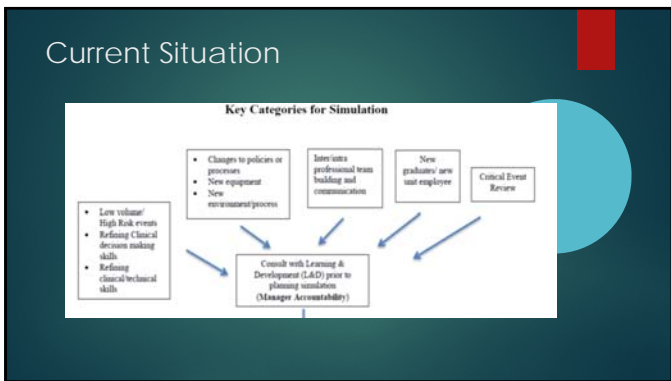 Current Situation
Key Categories for Simulation
• Low volume/
High Risk events
• Refining Clinical
decision making
skills
• Refining
clinical/technical
skills
• Changes to policies or
processes
• New equipment
• New
environment/process
Inter/intra
professional team
building and
communication
New
graduates/ new
unit employee
Critical Event
Review
Consult with Learning &
Development (L&D) prior to
planning simulation
(Manager Accountability)